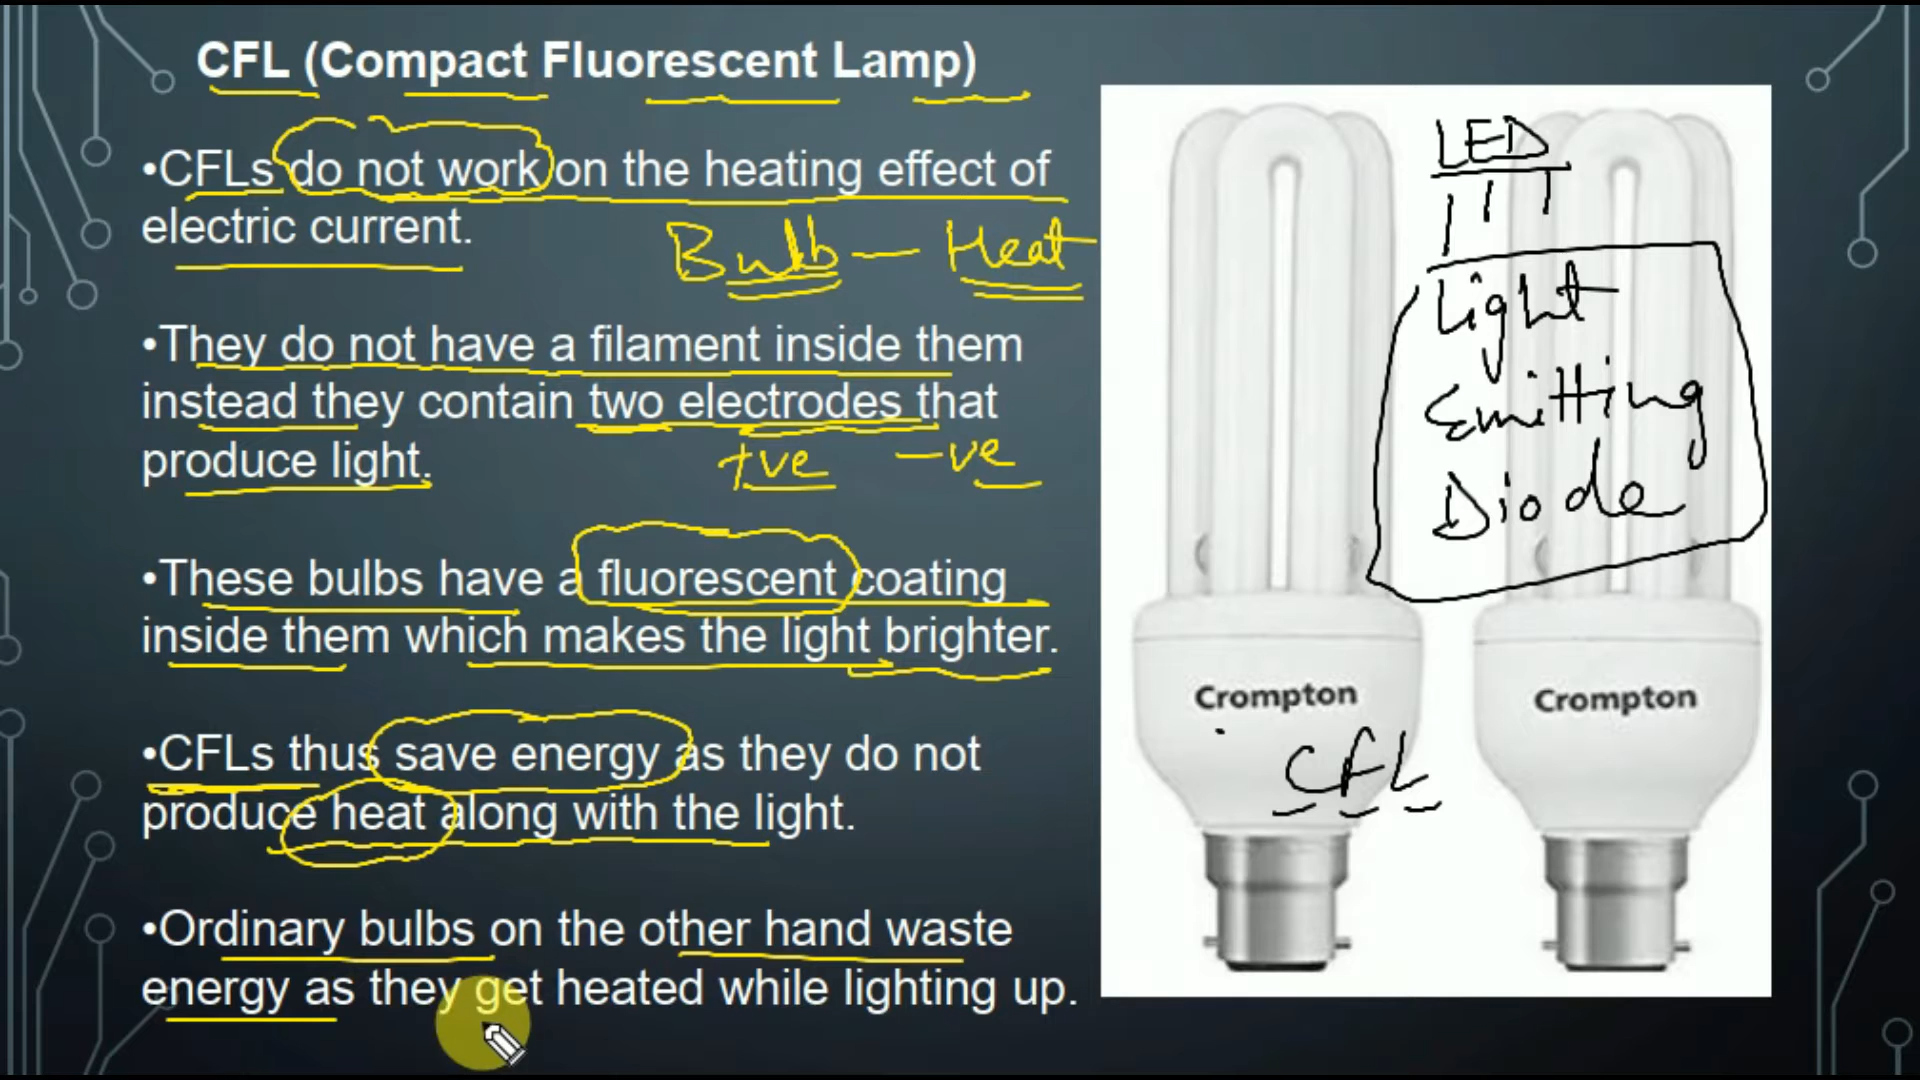 CFL (Compact Fluorescent Lamp)
•CFLs do not work on the heating effect of
electric current.
Bulb — Heat
•They do not have a filament inside them
instead they contain two electrodes that
produce light.
+ve -ve
•These bulbs have a fluorescent coating
inside them which makes the light brighter.
•CFLs thus save energy as they do not
produce heat along with the light.
•Ordinary bulbs on the other hand waste
energy as they get heated while lighting up.
LED
Light
Emitting
Diode
Crompton
Crompton
CFL